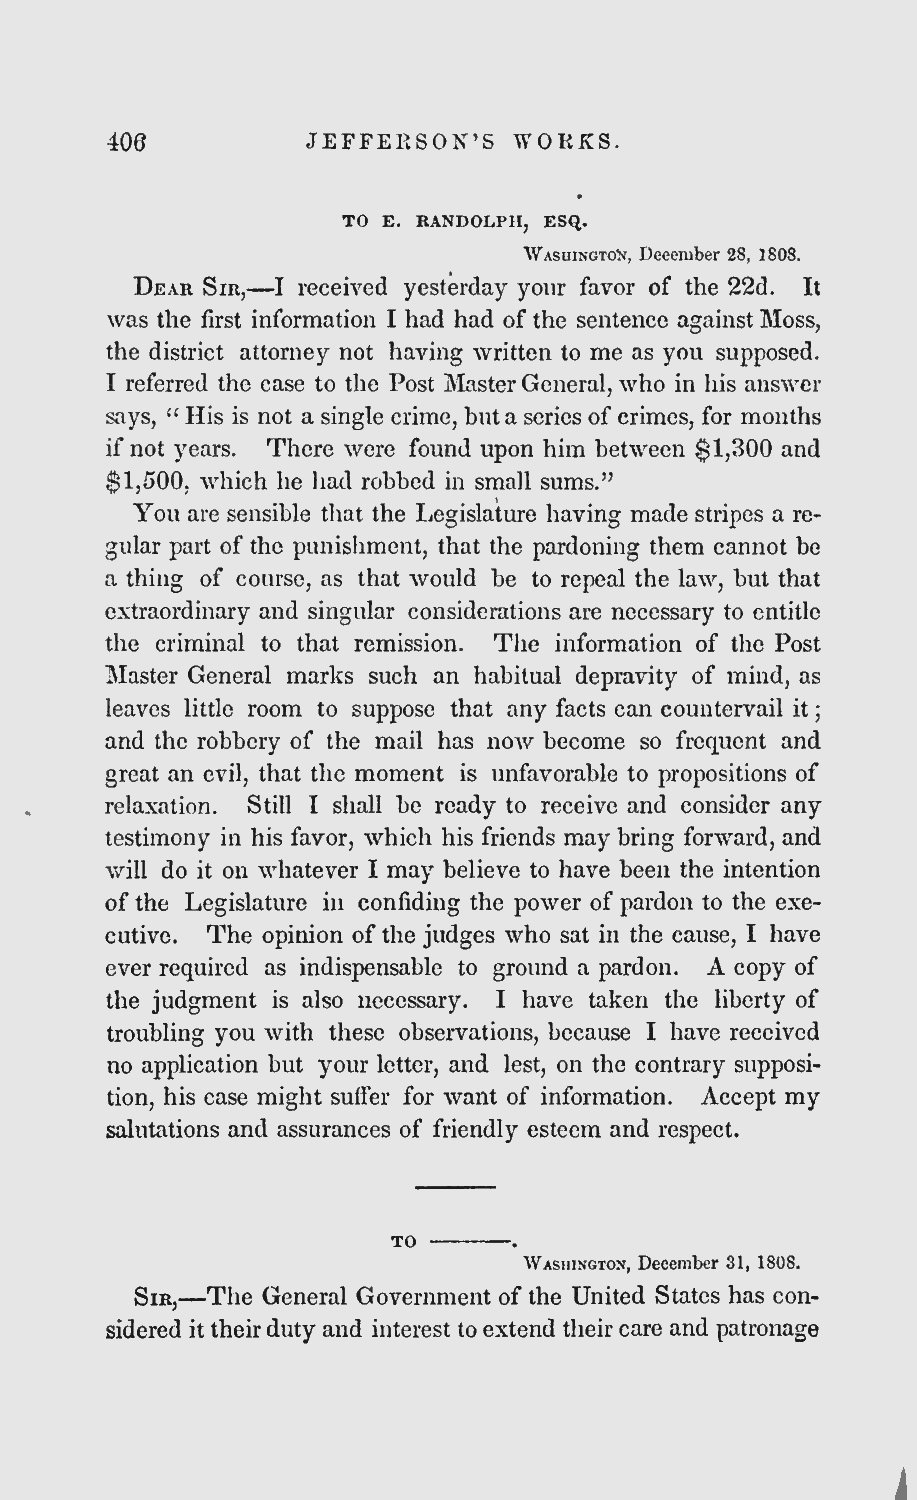 406 JEFFERSON'S WORKS.
TO E. RANDOLPH, ESQ.
WASHINGTON, December 28, 1808.
DEAR SIR,—I received yesterday your favor of the 22d. It
was the first information I had had of the sentence against Moss,
the district attorney not having written to me as you supposed.
I referred the case to the Post Master General, who in his answer
says, “His is not a single crime, but a series of crimes, for months
if not years. There were found upon him between $1,300 and
$1,500, which he had robbed in small sums.”
You are sensible that the Legislature having made stripes a re-
gular part of the punishment, that the pardoning them cannot be
a thing of course, as that would be to repeal the law, but that
extraordinary and singular considerations are necessary to entitle
the criminal to that remission. The information of the Post
Master General marks such an habitual depravity of mind, as
leaves little room to suppose that any facts can countervail it;
and the robbery of the mail has now become so frequent and
great an evil, that the moment is unfavorable to propositions of
relaxation. Still I shall be ready to receive and consider any
testimony in his favor, which his friends may bring forward, and
will do it on whatever I may believe to have been the intention
of the Legislature in confiding the power of pardon to the exe-
cutive. The opinion of the judges who sat in the cause, I have
ever required as indispensable to ground a pardon. A copy of
the judgment is also necessary. I have taken the liberty of
troubling you with these observations, because I have received
no application but your letter, and lest, on the contrary supposi-
tion, his case might suffer for want of information. Accept my
salutations and assurances of friendly esteem and respect.
TO ———.
WASHINGTON, December 31, 1808.
SIR,—The General Government of the United States has con-
sidered it their duty and interest to extend their care and patronage